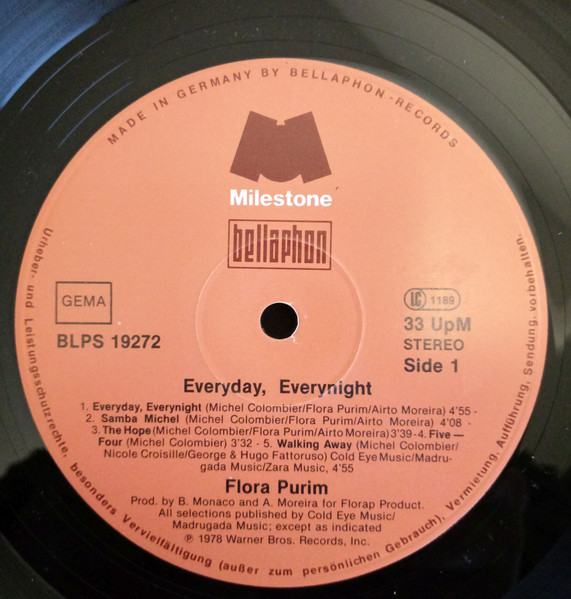 MADE IN GERMANY BY BELLAPHON-RECORDS
Milestone
bellaphon
GEMA
BLPS 19272
LC 1189
33 UpM
STEREO
Side 1
Everyday, Everynight
1. Everyday, Everynight (Michel Colombier/Flora Purim/Airto Moreira) 4'55 -
2. Samba Michel (Michel Colombier/Flora Purim/Airto Moreira) 4'08 -
3. The Hope (Michel Colombier/Flora Purim/Airto Moreira) 3'39 - 4. Five —
Four (Michel Colombier) 3'32 - 5. Walking Away (Michel Colombier/
Nicole Croisille/George & Hugo Fattoruso) Cold Eye Music/Madru-
gada Music/Zara Music, 4'55
Flora Purim
Prod. by B. Monaco and A. Moreira for Florap Product.
All selections published by Cold Eye Music/
Madrugada Music; except as indicated
℗ 1978 Warner Bros. Records, Inc.
Urheber- und Leistungsschutzrechte, besonders Vervielfältigung (außer zum persönlichen Gebrauch), Vermietung, Aufführung, Sendung, vorbehalten.